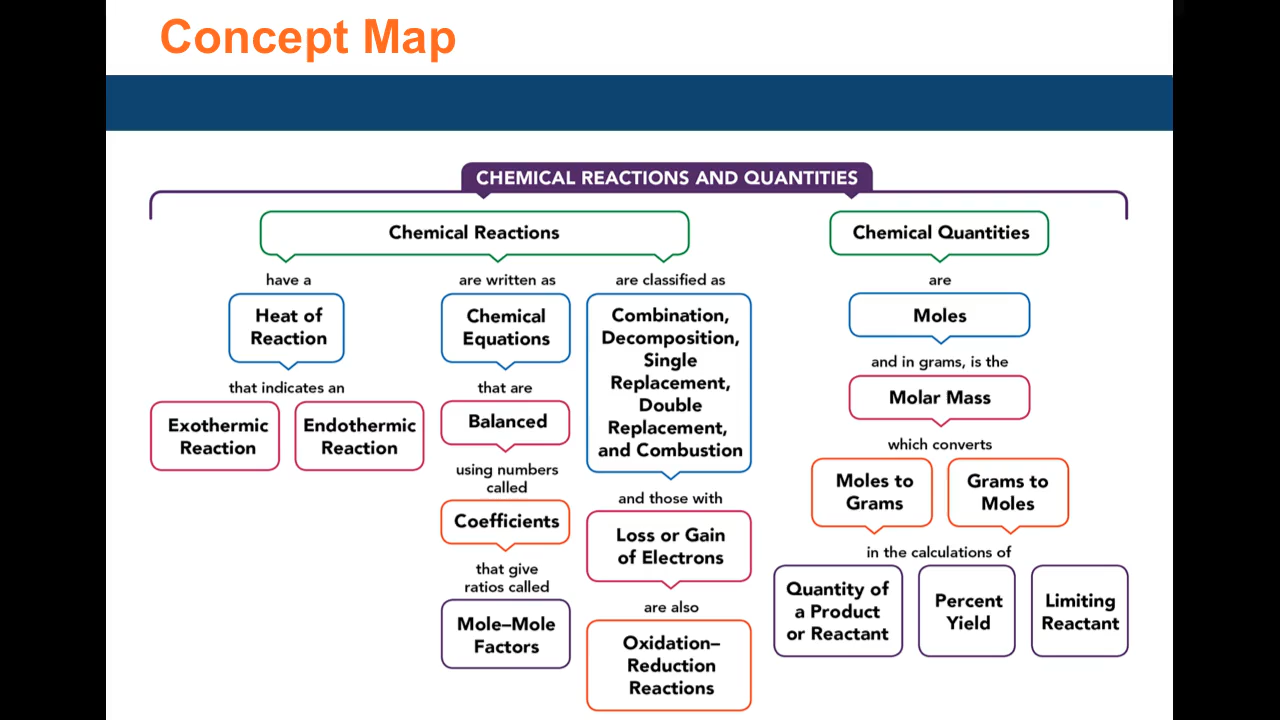 Concept Map
CHEMICAL REACTIONS AND QUANTITIES
Chemical Reactions
have a
Heat of
Reaction
that indicates an
Exothermic
Reaction
Endothermic
Reaction
are written as
Chemical
Equations
that are
Balanced
using numbers
called
Coefficients
that give
ratios called
Mole–Mole
Factors
are classified as
Combination,
Decomposition,
Single
Replacement,
Double
Replacement,
and Combustion
and those with
Loss or Gain
of Electrons
are also
Oxidation–
Reduction
Reactions
Chemical Quantities
are
Moles
and in grams, is the
Molar Mass
which converts
Moles to
Grams
Grams to
Moles
in the calculations of
Quantity of
a Product
or Reactant
Percent
Yield
Limiting
Reactant